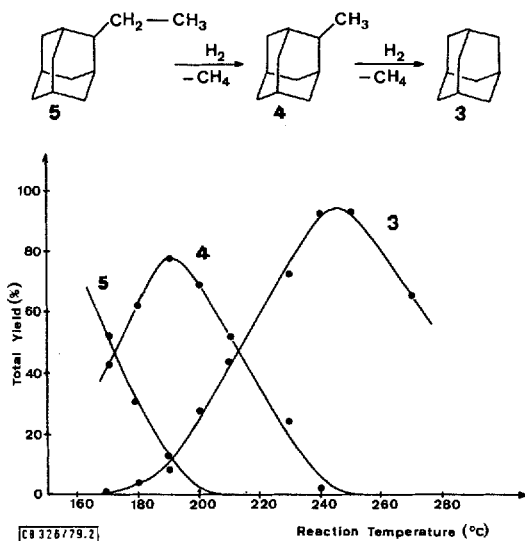 CH₂—CH₃
CH₃
H₂
−CH₄
H₂
−CH₄
5
4
3
Total Yield (%)
100
80
60
40
20
0
5
4
3
160
180
200
220
240
260
280
Reaction Temperature (°C)
CB 326/79.2